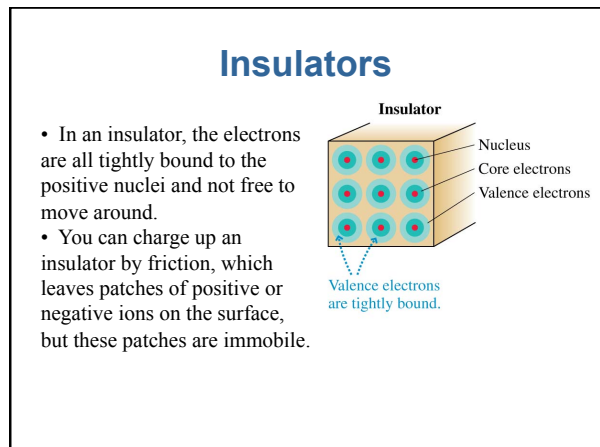 Insulators
• In an insulator, the electrons
are all tightly bound to the
positive nuclei and not free to
move around.
• You can charge up an
insulator by friction, which
leaves patches of positive or
negative ions on the surface,
but these patches are immobile.
Insulator
Nucleus
Core electrons
Valence electrons
Valence electrons
are tightly bound.